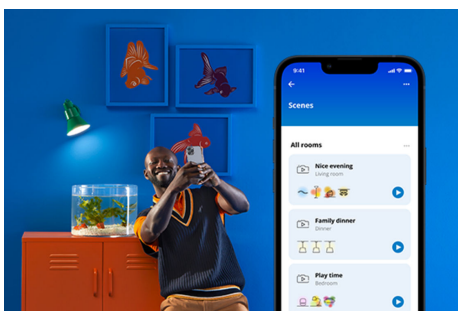 9:41
Scenes
All rooms
Nice evening
Living room
Family dinner
Dinner
Play time
Bedroom